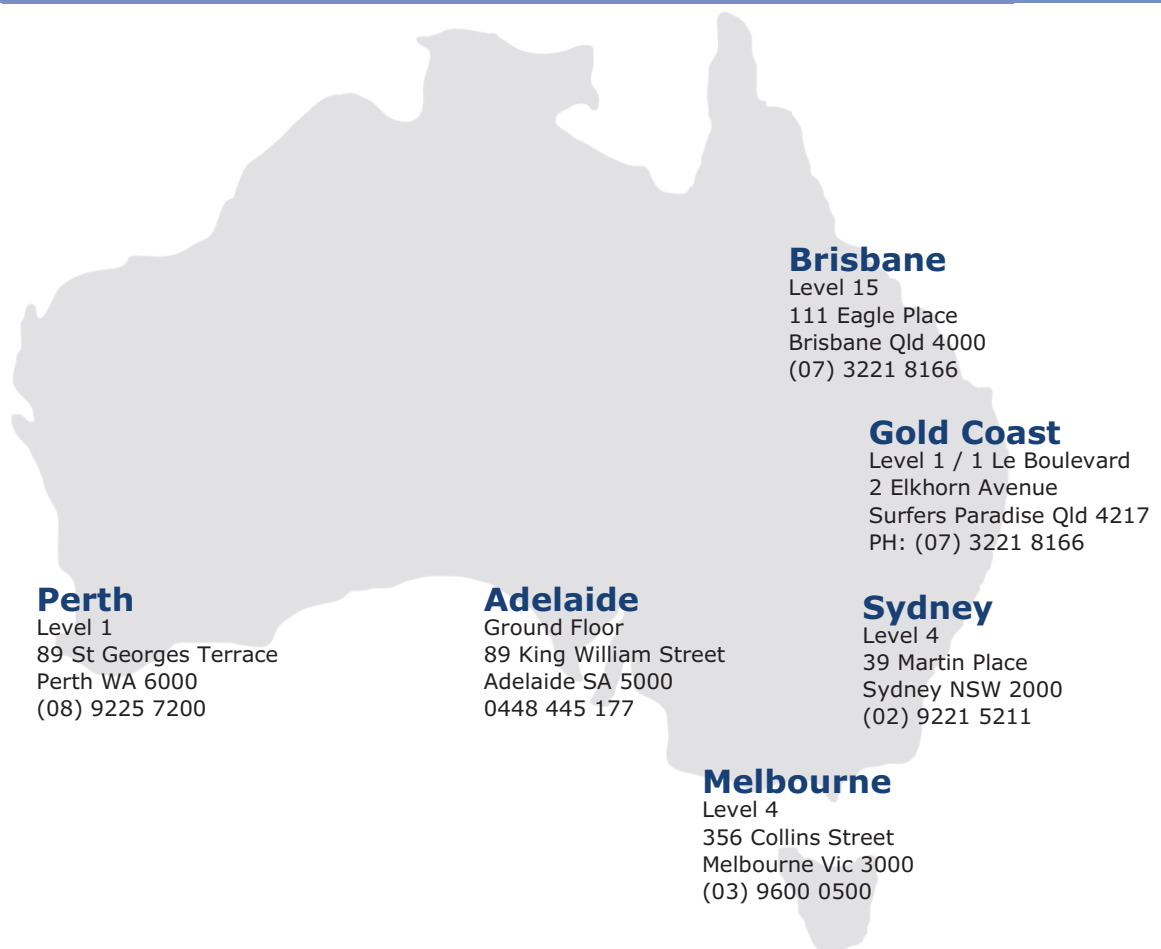 Brisbane
Level 15
111 Eagle Place
Brisbane Qld 4000
(07) 3221 8166
Gold Coast
Level 1 / 1 Le Boulevard
2 Elkhorn Avenue
Surfers Paradise Qld 4217
PH: (07) 3221 8166
Perth
Level 1
89 St Georges Terrace
Perth WA 6000
(08) 9225 7200
Adelaide
Ground Floor
89 King William Street
Adelaide SA 5000
0448 445 177
Sydney
Level 4
39 Martin Place
Sydney NSW 2000
(02) 9221 5211
Melbourne
Level 4
356 Collins Street
Melbourne Vic 3000
(03) 9600 0500